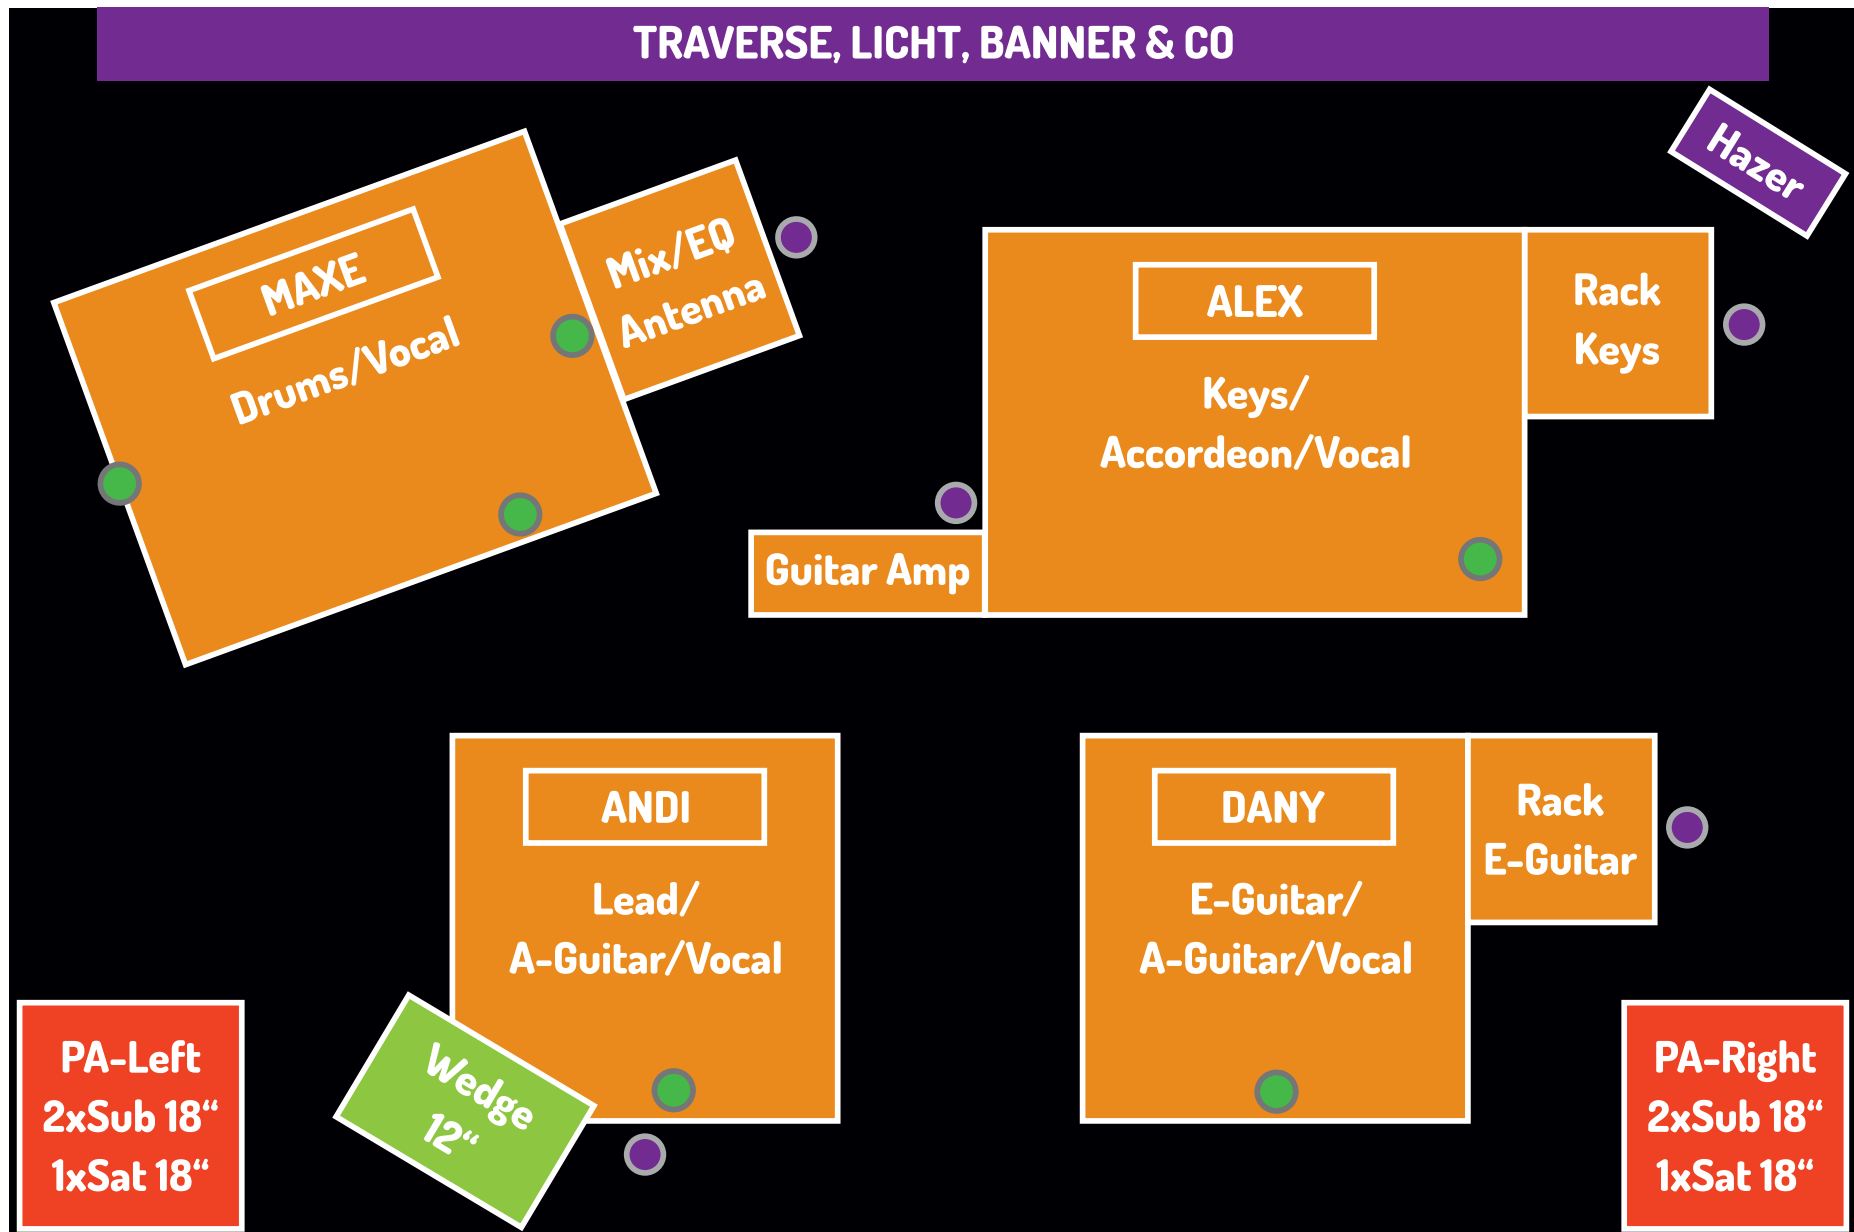 TRAVERSE, LICHT, BANNER & CO
Hazer
MAXE
Drums/Vocal
Mix/EQ
Antenna
ALEX
Keys/
Accordeon/Vocal
Rack
Keys
Guitar Amp
ANDI
Lead/
A-Guitar/Vocal
DANY
E-Guitar/
A-Guitar/Vocal
Rack
E-Guitar
Wedge
12“
PA-Left
2xSub 18“
1xSat 18“
PA-Right
2xSub 18“
1xSat 18“